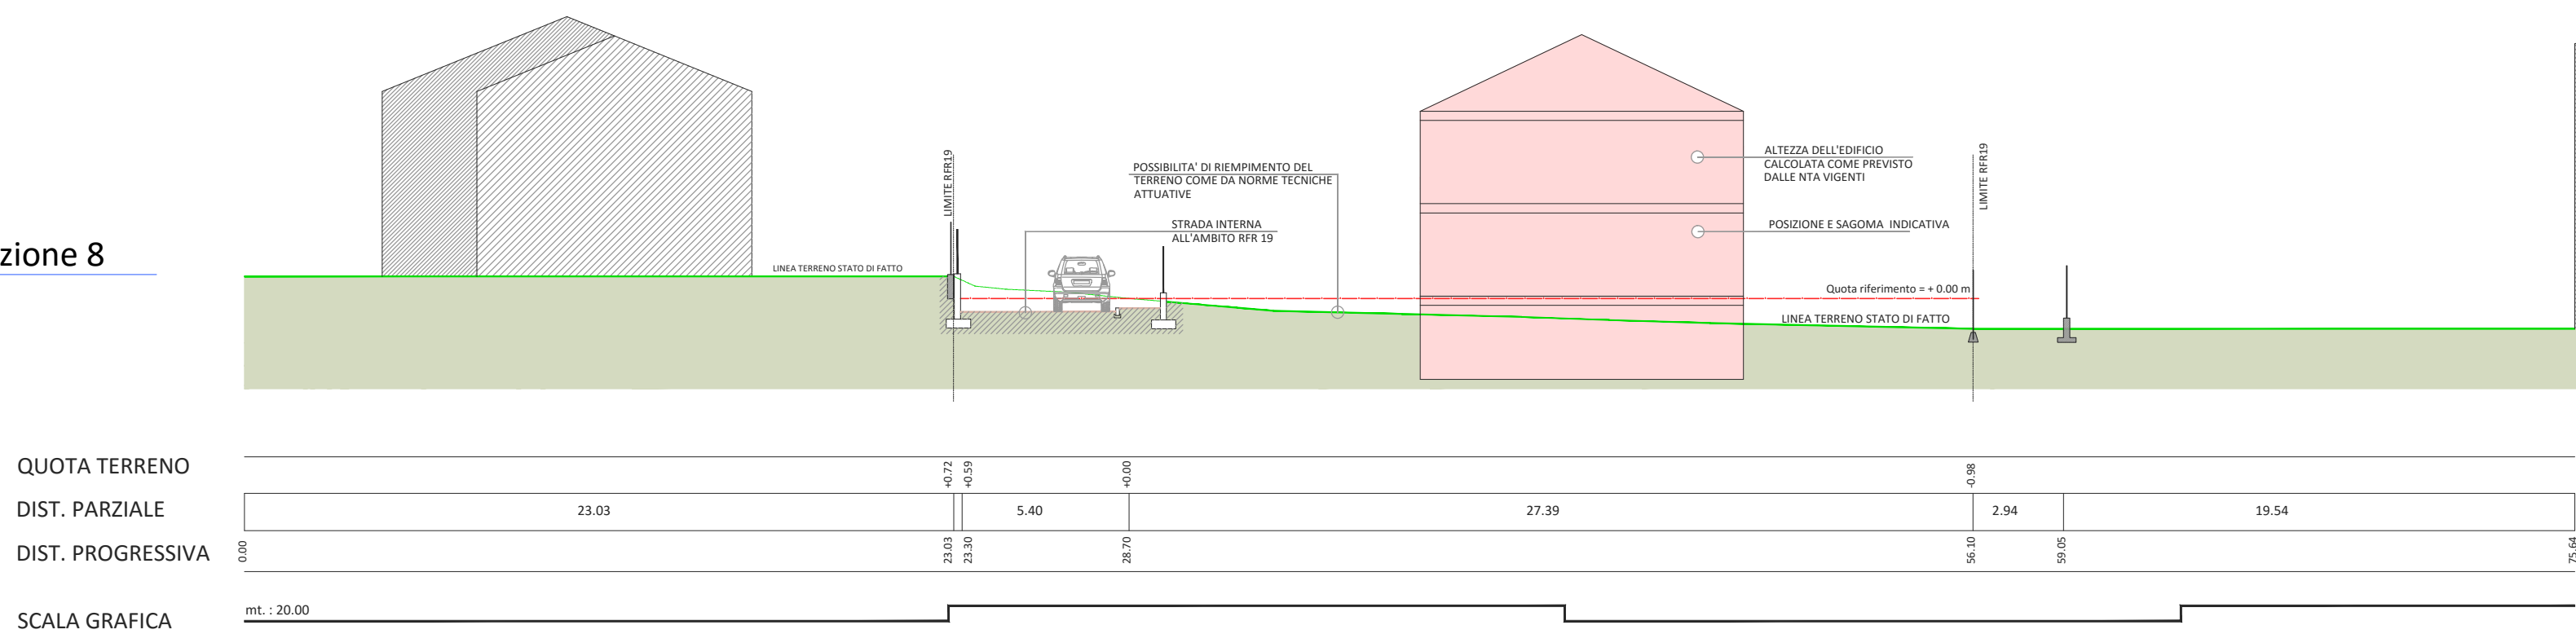 zione 8
LIMITE RFR19
POSSIBILITA' DI RIEMPIMENTO DEL
TERRENO COME DA NORME TECNICHE
ATTUATIVE
STRADA INTERNA
ALL'AMBITO RFR 19
LINEA TERRENO STATO DI FATTO
ALTEZZA DELL'EDIFICIO
CALCOLATA COME PREVISTO
DALLE NTA VIGENTI
POSIZIONE E SAGOMA INDICATIVA
LIMITE RFR19
Quota riferimento = + 0.00 m
LINEA TERRENO STATO DI FATTO
QUOTA TERRENO
+0.72
+0.59
+0.00
-0.98
DIST. PARZIALE
23.03
5.40
27.39
2.94
19.54
DIST. PROGRESSIVA
0.00
23.03
23.30
28.70
56.10
59.05
75.64
SCALA GRAFICA
mt. : 20.00